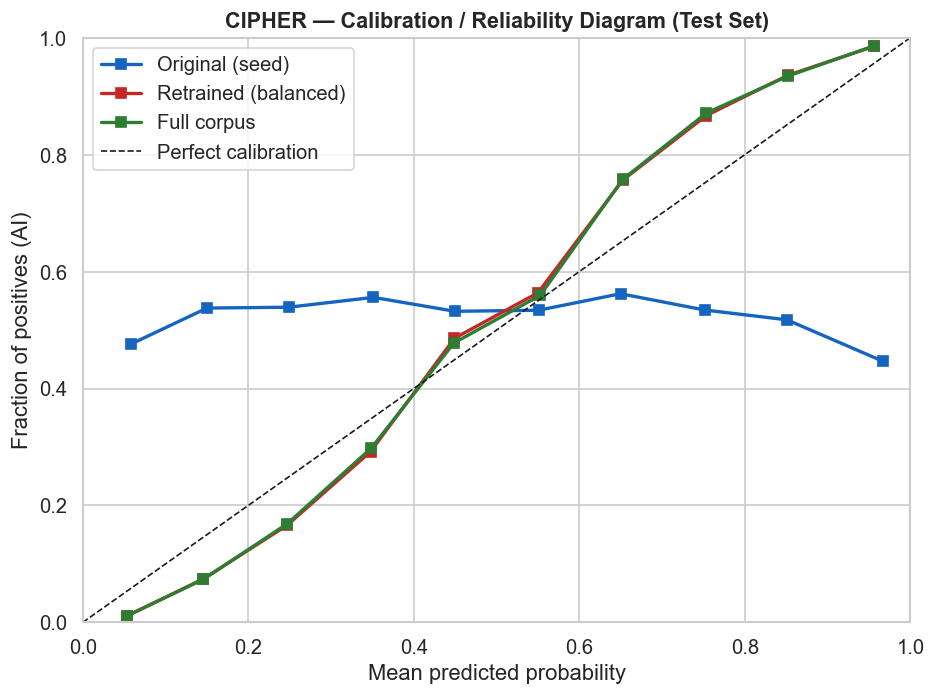 CIPHER — Calibration / Reliability Diagram (Test Set)
Original (seed)
Retrained (balanced)
Full corpus
Perfect calibration
Fraction of positives (AI)
1.0
0.8
0.6
0.4
0.2
0.0
0.0 0.2 0.4 0.6 0.8 1.0
Mean predicted probability